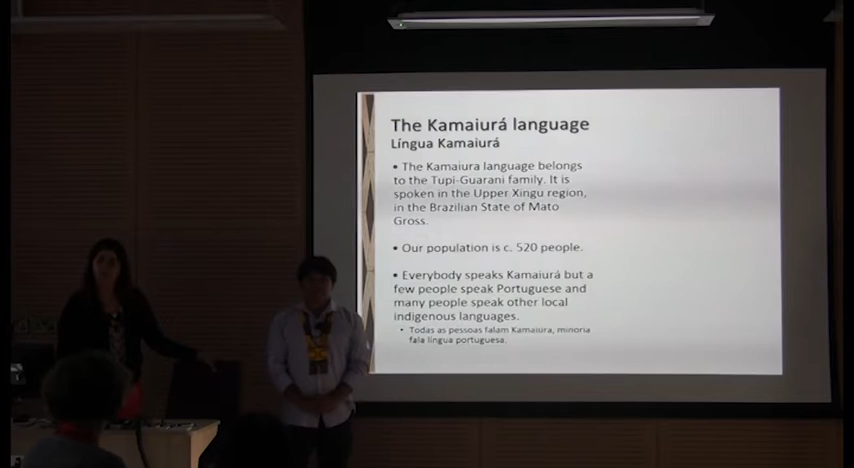 The Kamaiurá language
Língua Kamaiurá
• The Kamaiura language belongs
to the Tupi-Guarani family. It is
spoken in the Upper Xingu region,
in the Brazilian State of Mato
Gross.
• Our population is c. 520 people.
• Everybody speaks Kamaiurá but a
few people speak Portuguese and
many people speak other local
indigenous languages.
• Todas as pessoas falam Kamaiura, minoria
fala língua portuguesa.